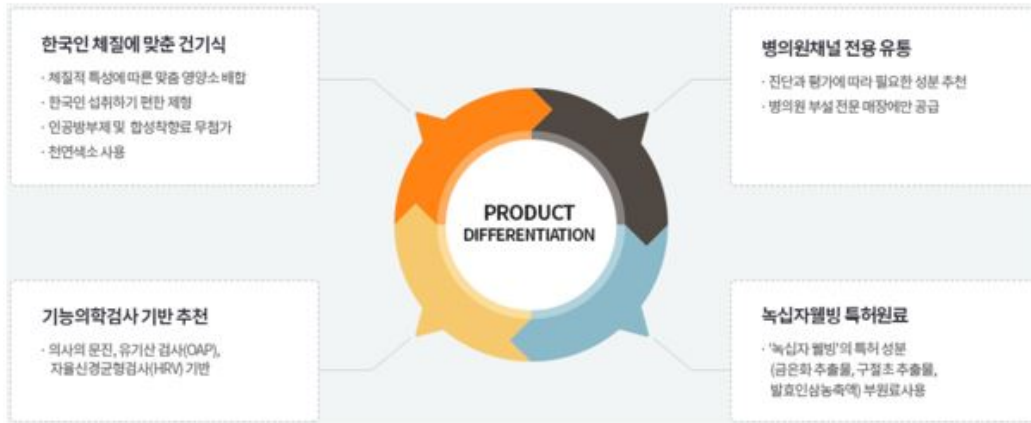 한국인 체질에 맞춘 건기식
· 체질적 특성에 따른 맞춤 영양소 배합
· 한국인 섭취하기 편한 제형
· 인공방부제 및 합성착향료 무첨가
· 천연색소 사용
병의원채널 전용 유통
· 진단과 평가에 따라 필요한 성분 추천
· 병의원 부설 전문 매장에만 공급
PRODUCT
DIFFERENTIATION
기능의학검사 기반 추천
· 의사의 문진, 유기산 검사(OAP),
자율신경균형검사(HRV) 기반
녹십자웰빙 특허원료
· '녹십자 웰빙'의 특허 성분
(금은화 추출물, 구절초 추출물,
발효인삼농축액) 부원료사용